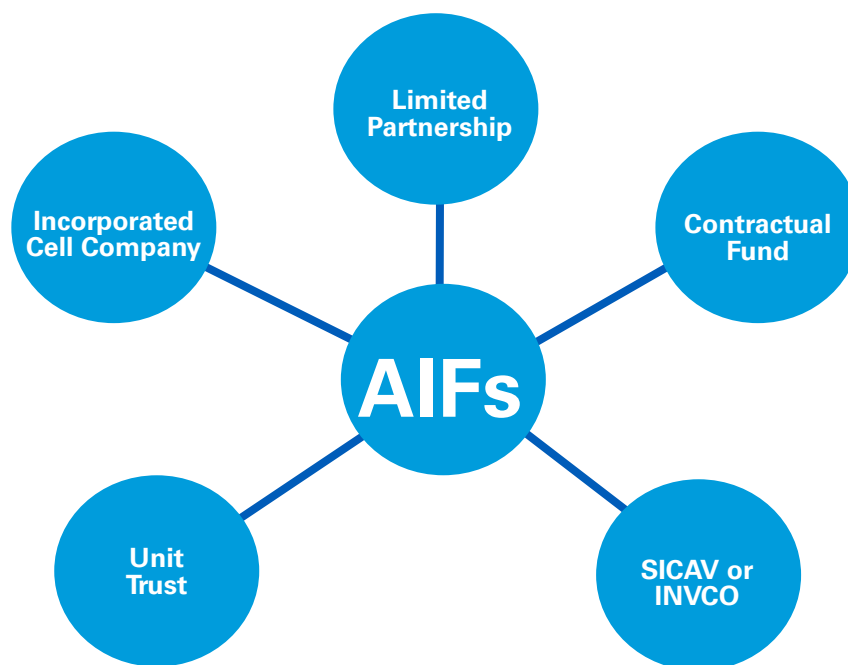 Limited
Partnership
Incorporated
Cell Company
Contractual
Fund
AIFs
Unit
Trust
SICAV or
INVCO